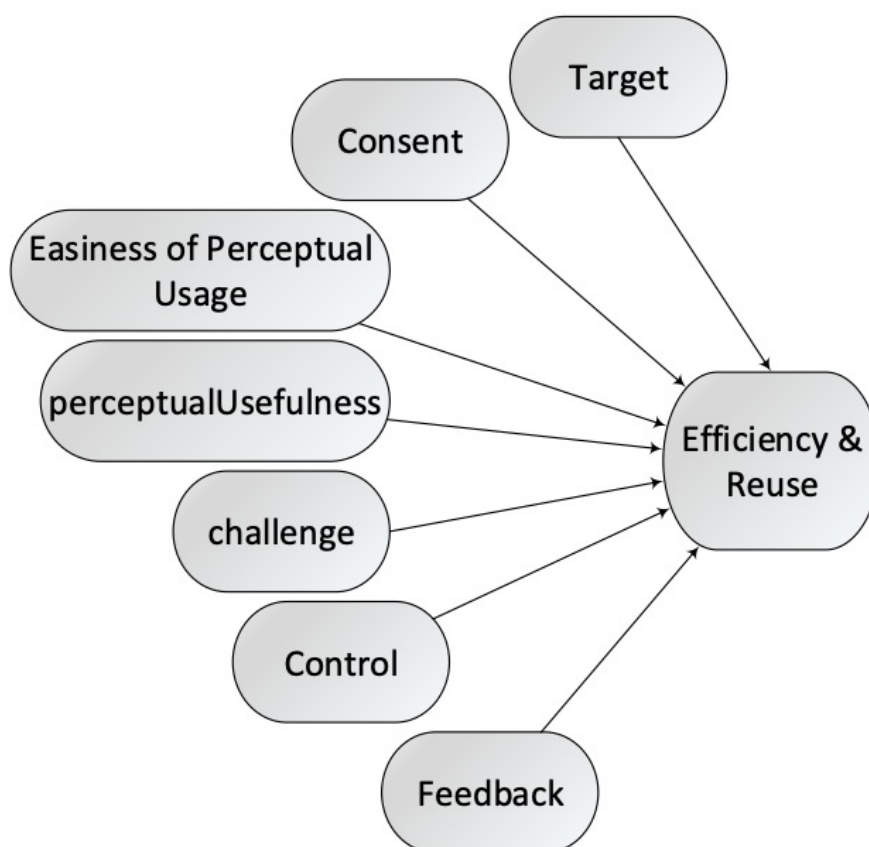 Target
Consent
Easiness of Perceptual
Usage
perceptualUsefulness
challenge
Control
Feedback
Efficiency &
Reuse